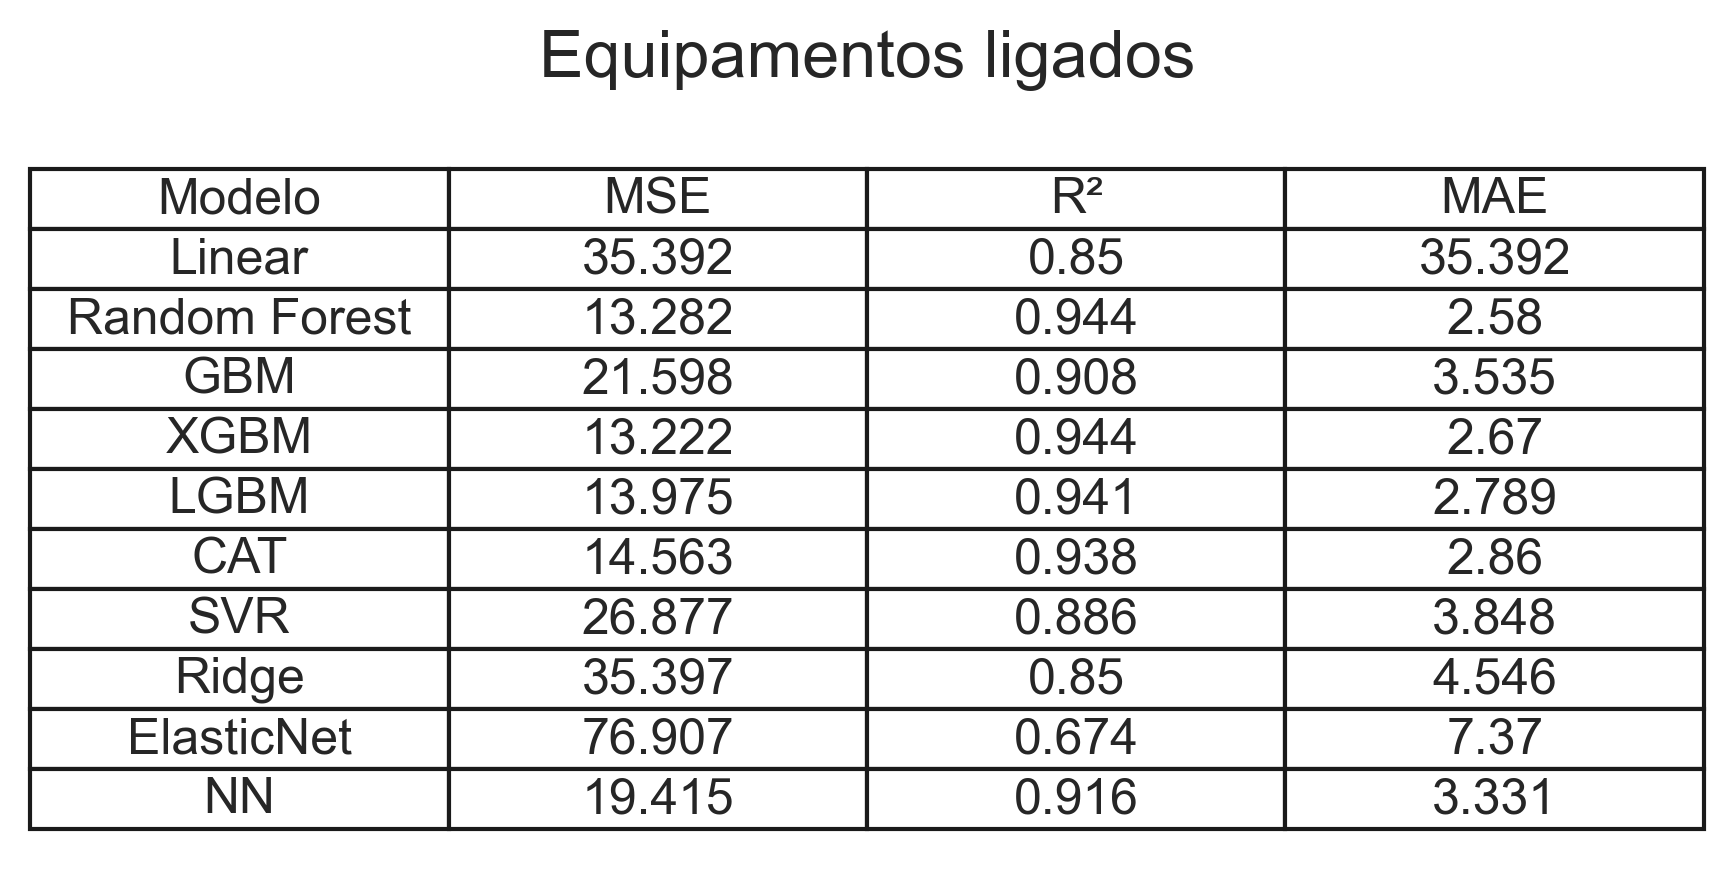 Equipamentos ligados
Modelo MSE R² MAE
Linear 35.392 0.85 35.392
Random Forest 13.282 0.944 2.58
GBM 21.598 0.908 3.535
XGBM 13.222 0.944 2.67
LGBM 13.975 0.941 2.789
CAT 14.563 0.938 2.86
SVR 26.877 0.886 3.848
Ridge 35.397 0.85 4.546
ElasticNet 76.907 0.674 7.37
NN 19.415 0.916 3.331